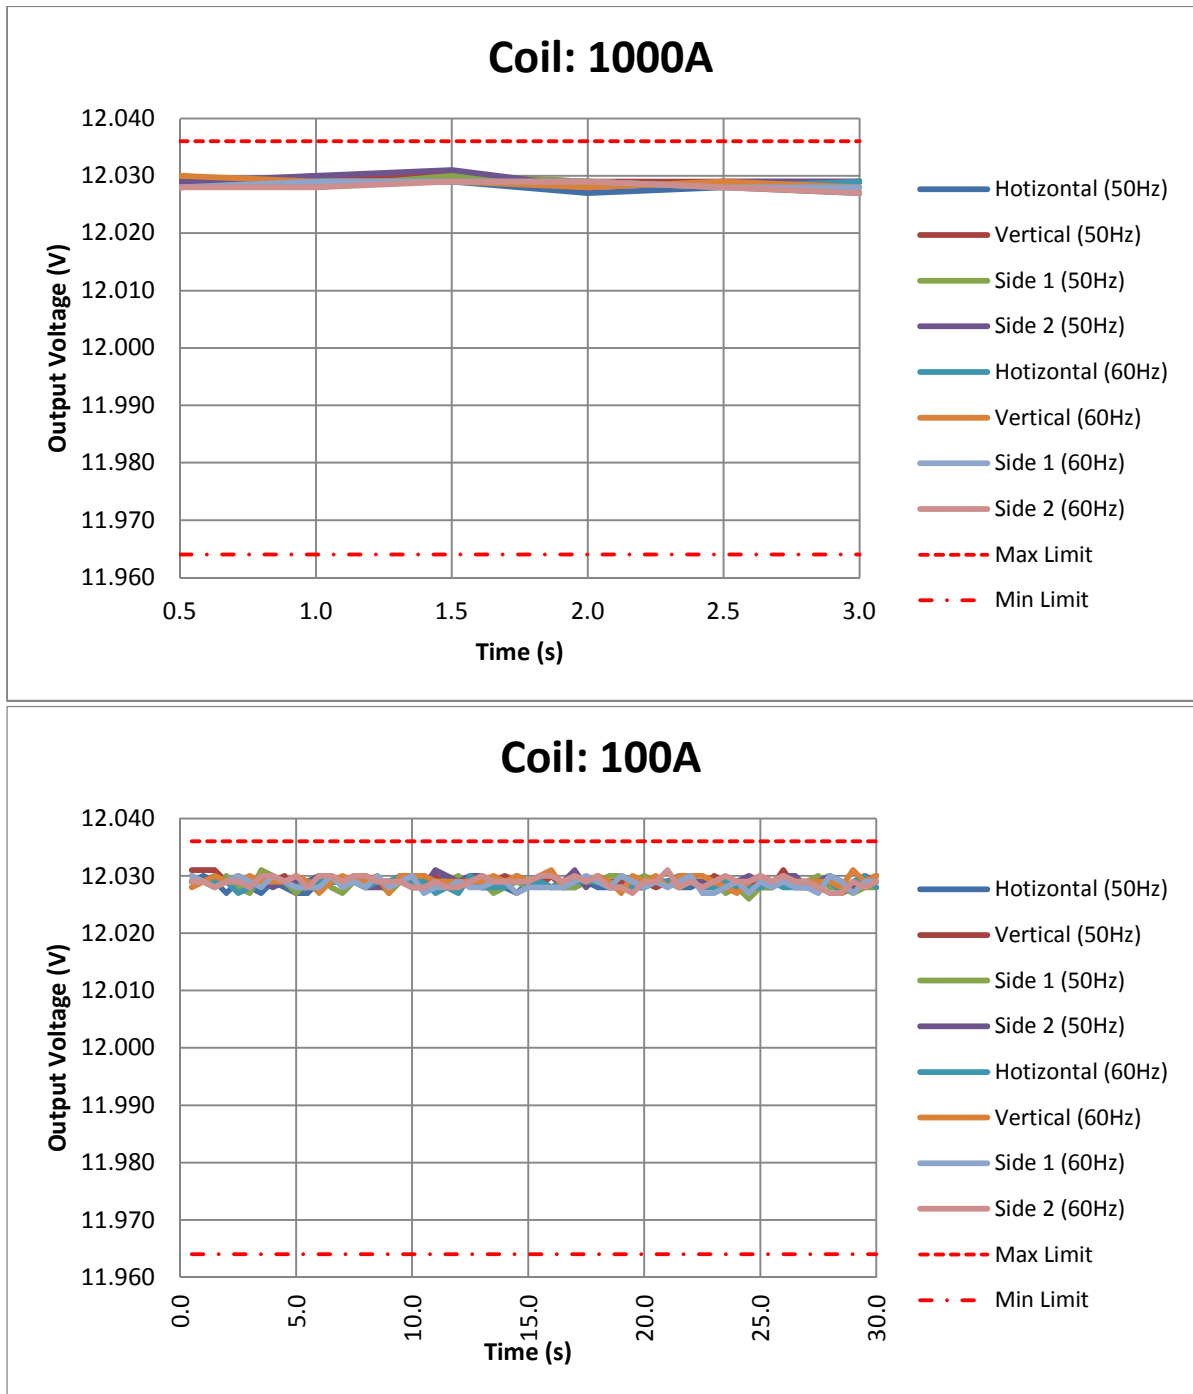 Coil: 1000A
12.040
12.030
12.020
12.010
12.000
11.990
11.980
11.970
11.960
Output Voltage (V)
0.5 1.0 1.5 2.0 2.5 3.0
Time (s)
Hotizontal (50Hz)
Vertical (50Hz)
Side 1 (50Hz)
Side 2 (50Hz)
Hotizontal (60Hz)
Vertical (60Hz)
Side 1 (60Hz)
Side 2 (60Hz)
Max Limit
Min Limit
Coil: 100A
12.040
12.030
12.020
12.010
12.000
11.990
11.980
11.970
11.960
Output Voltage (V)
0.0 5.0 10.0 15.0 20.0 25.0 30.0
Time (s)
Hotizontal (50Hz)
Vertical (50Hz)
Side 1 (50Hz)
Side 2 (50Hz)
Hotizontal (60Hz)
Vertical (60Hz)
Side 1 (60Hz)
Side 2 (60Hz)
Max Limit
Min Limit